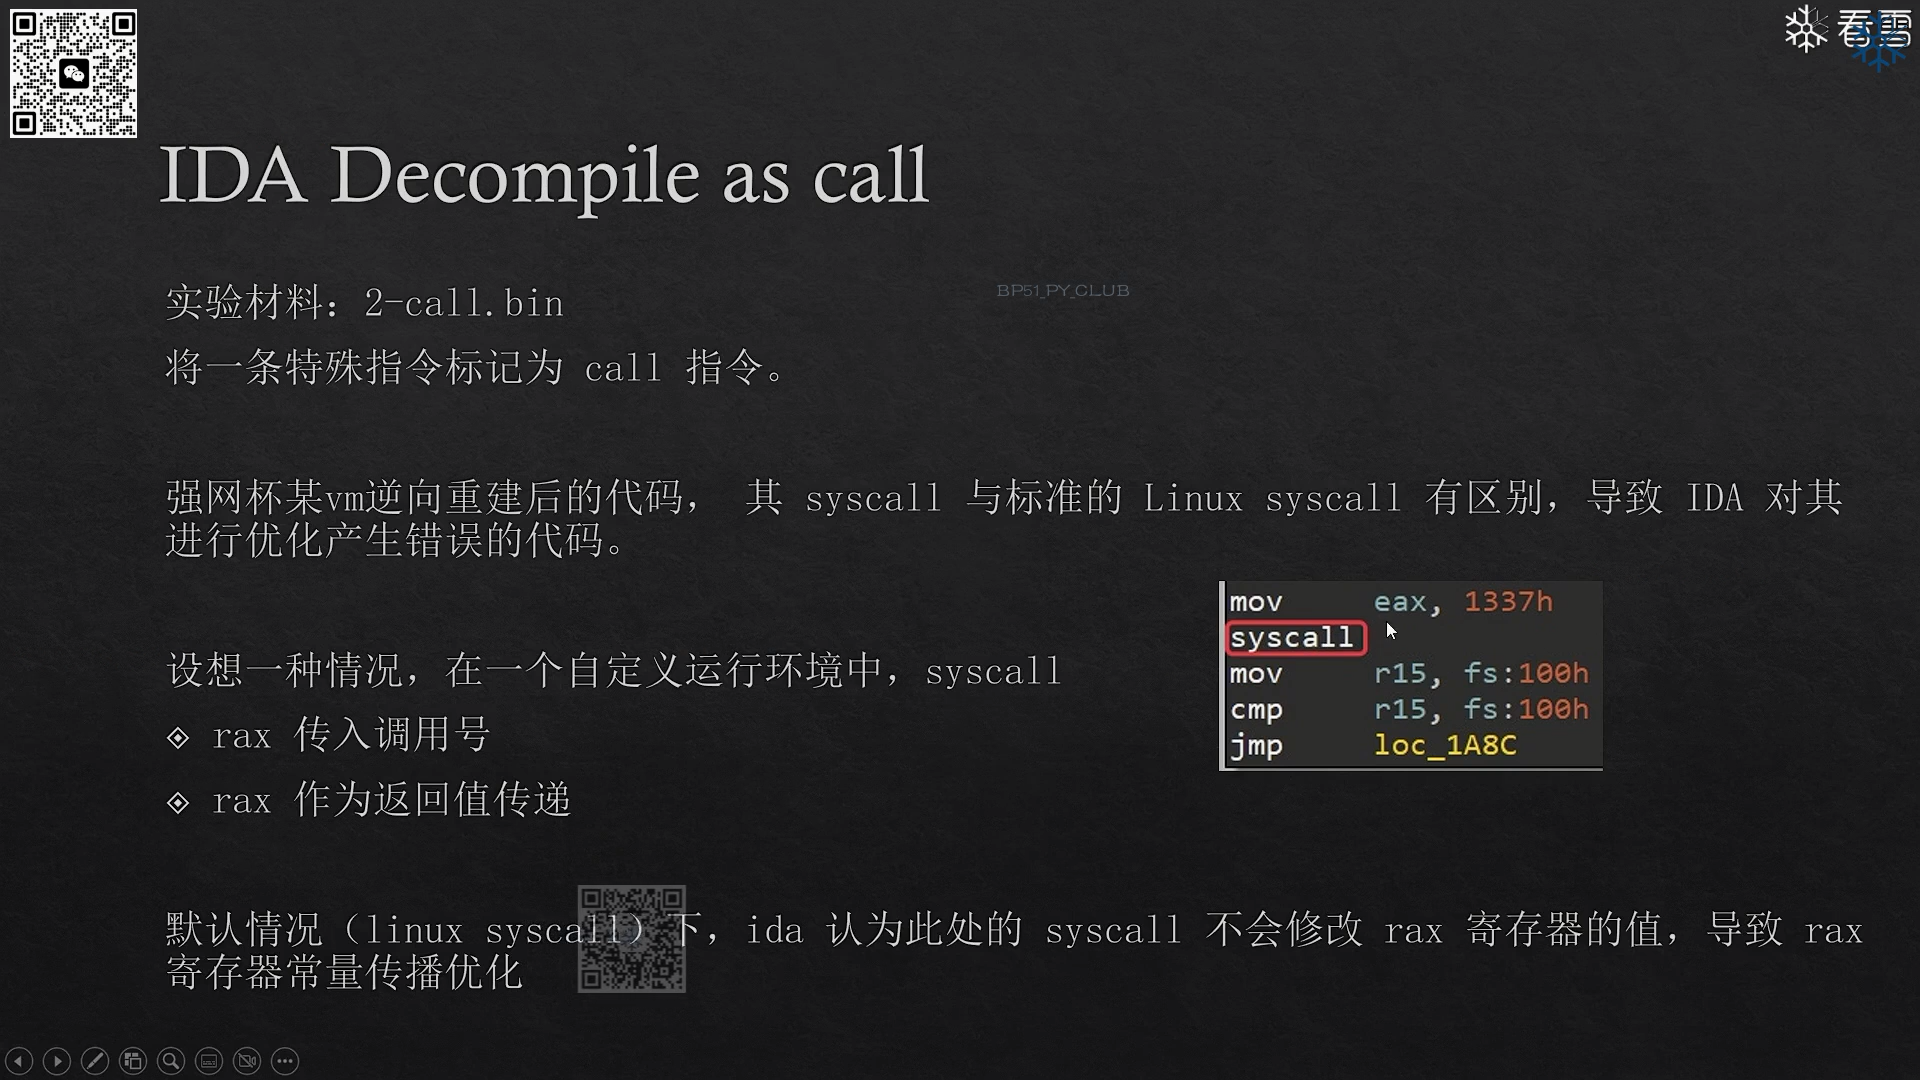 看雪
IDA Decompile as call
实验材料：2-call.bin
BP51_PY_CLUB
将一条特殊指令标记为 call 指令。
强网杯某vm逆向重建后的代码， 其 syscall 与标准的 Linux syscall 有区别，导致 IDA 对其
进行优化产生错误的代码。
mov eax, 1337h
syscall
mov r15, fs:100h
cmp r15, fs:100h
jmp loc_1A8C
设想一种情况，在一个自定义运行环境中，syscall
rax 传入调用号
rax 作为返回值传递
默认情况（linux syscall）下，ida 认为此处的 syscall 不会修改 rax 寄存器的值，导致 rax
寄存器常量传播优化